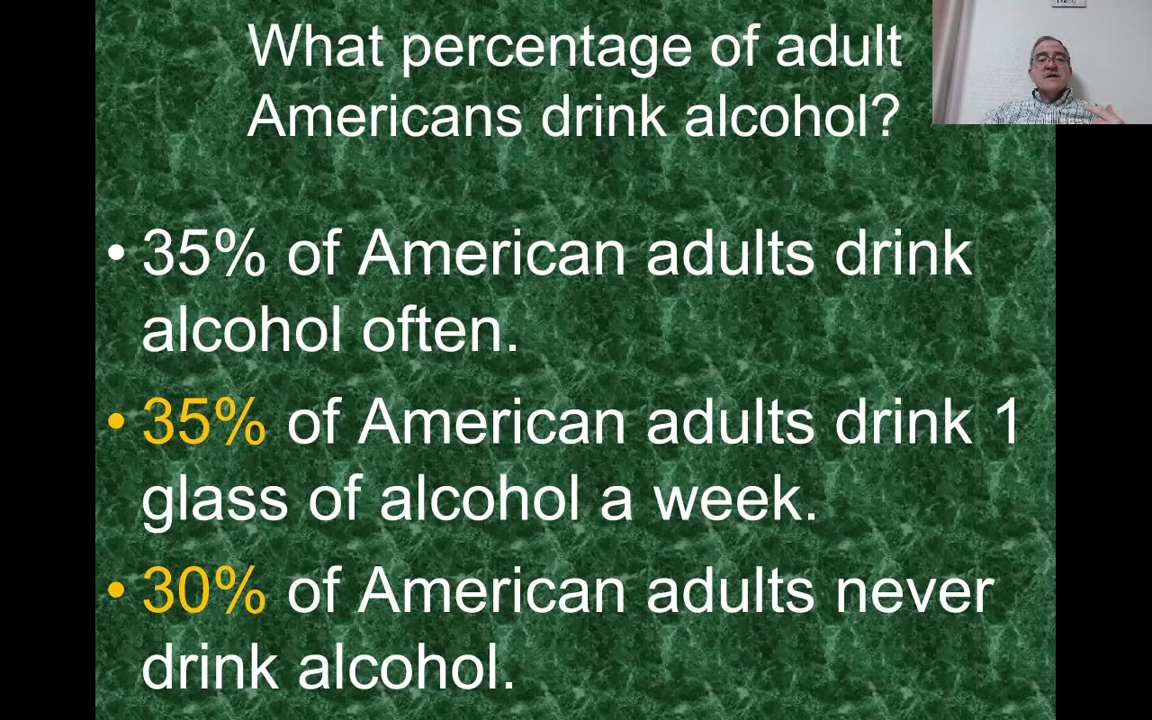 What percentage of adult
Americans drink alcohol?
• 35% of American adults drink
alcohol often.
• 35% of American adults drink 1
glass of alcohol a week.
• 30% of American adults never
drink alcohol.